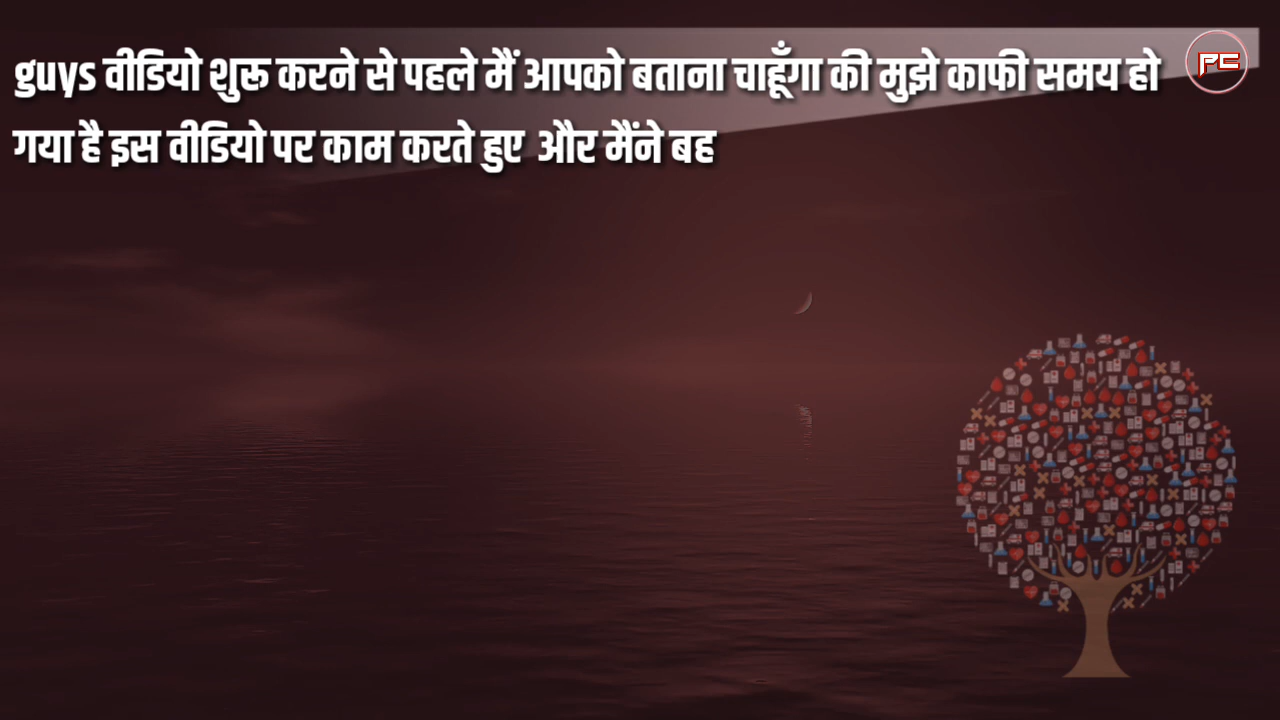 guys वीडियो शुरू करने से पहले मैं आपको बताना चाहूँगा की मुझे काफी समय हो
गया है इस वीडियो पर काम करते हुए और मैंने बह
PC